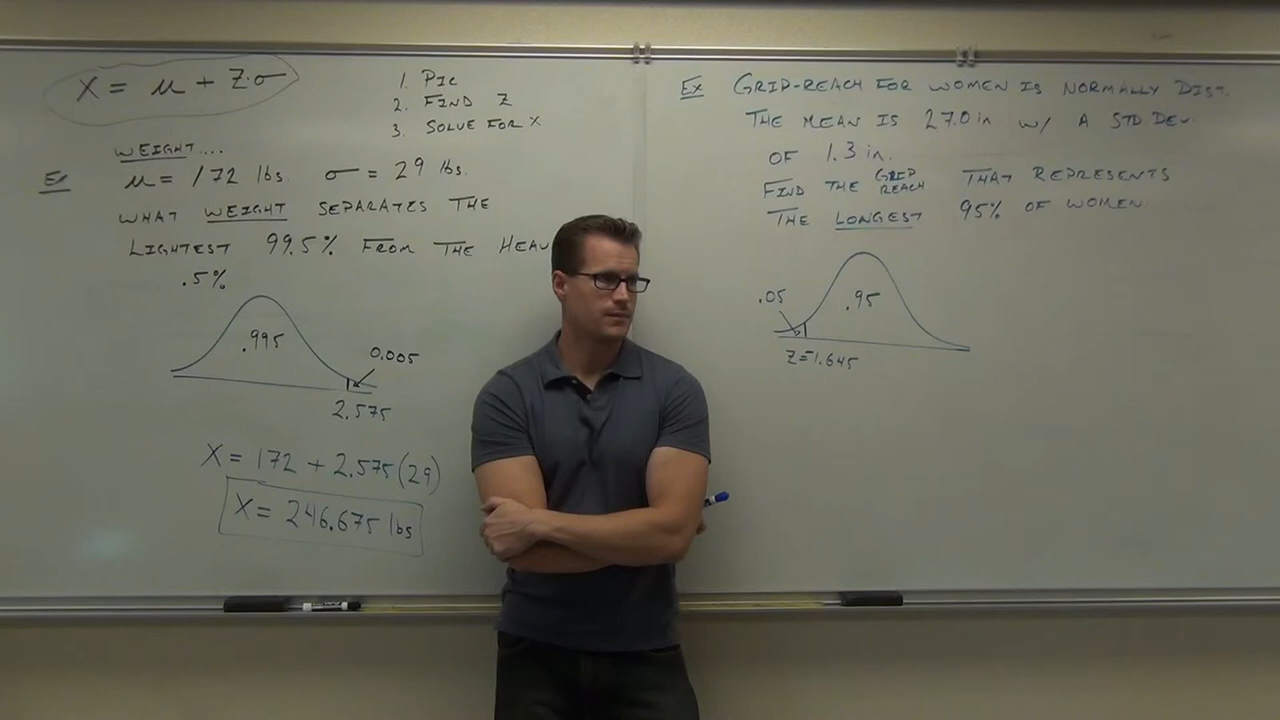 X = μ + Z·σ
1. PIC
2. FIND Z
3. SOLVE FOR X
WEIGHT....
Ex μ = 172 lbs. σ = 29 lbs.
WHAT WEIGHT SEPARATES THE
LIGHTEST 99.5% FROM THE
.5%
.995
0.005
2.575
X = 172 + 2.575(29)
X = 246.675 lbs
Ex GRID-REACH FOR WOMEN IS NORMALLY DIST.
THE MEAN IS 27.0 in w/ A STD DEV.
OF 1.3 in.
FIND THE GRIP REACH THAT REPRESENTS
THE LONGEST 95% OF WOMEN
.05
.95
Z=-1.645